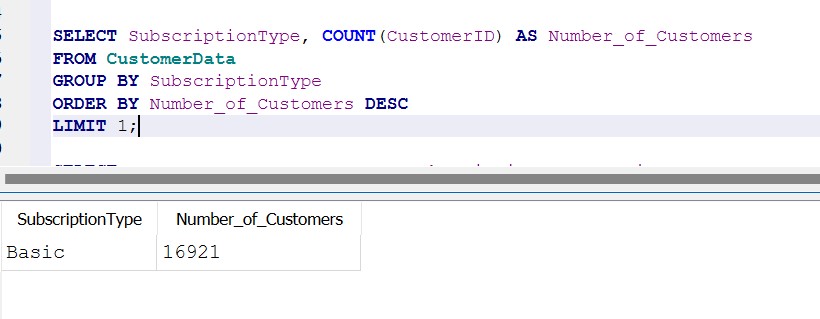 SELECT SubscriptionType, COUNT(CustomerID) AS Number_of_Customers
FROM CustomerData
GROUP BY SubscriptionType
ORDER BY Number_of_Customers DESC
LIMIT 1;
SubscriptionType Number_of_Customers
Basic 16921